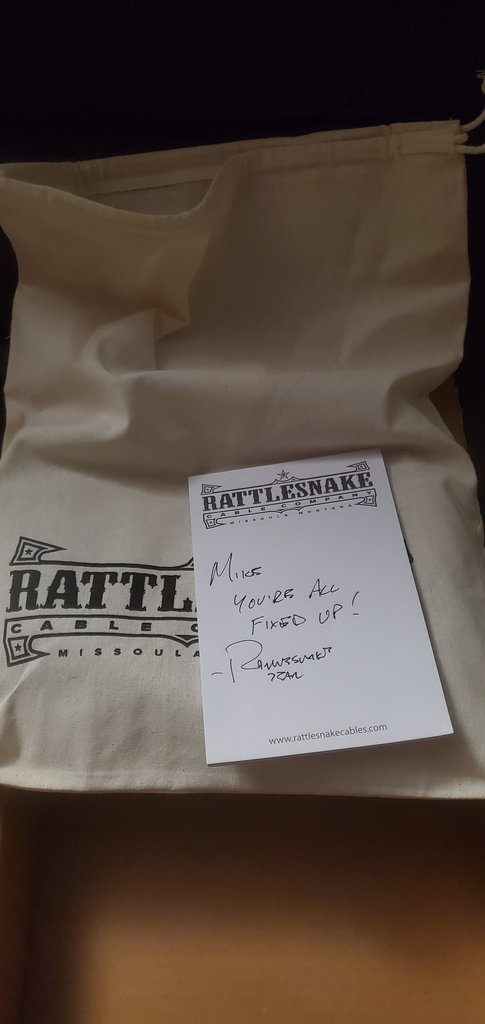 RATTLESNAKE
CABLE COMPANY
MISSOULA MONTANA
MIKE
YOU'RE ALL
FIXED UP!
- RATTLESNAKE
TEAM
www.rattlesnakecables.com
RATTL
CABLE C
MISSOULA